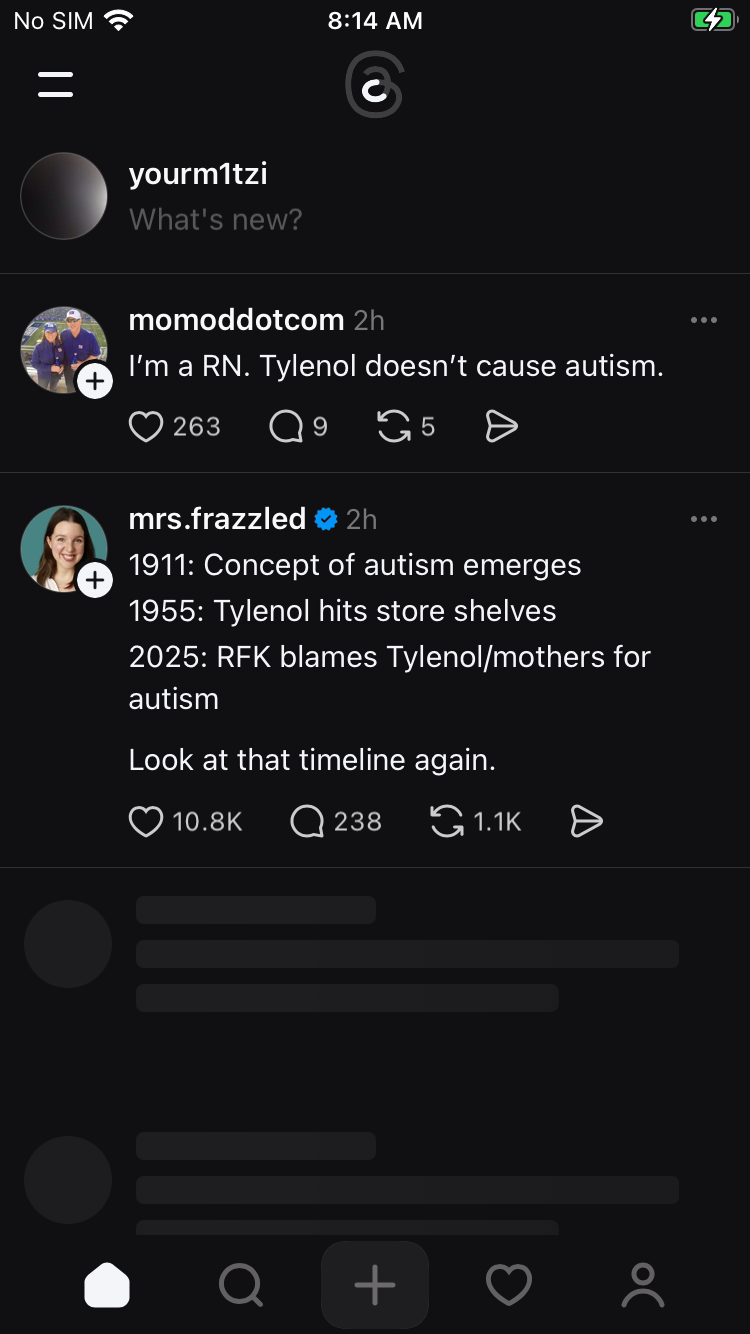 No SIM 8:14 AM
yourm1tzi
What's new?
momoddotcom 2h
I’m a RN. Tylenol doesn’t cause autism.
263 9 5
mrs.frazzled 2h
1911: Concept of autism emerges
1955: Tylenol hits store shelves
2025: RFK blames Tylenol/mothers for
autism
Look at that timeline again.
10.8K 238 1.1K